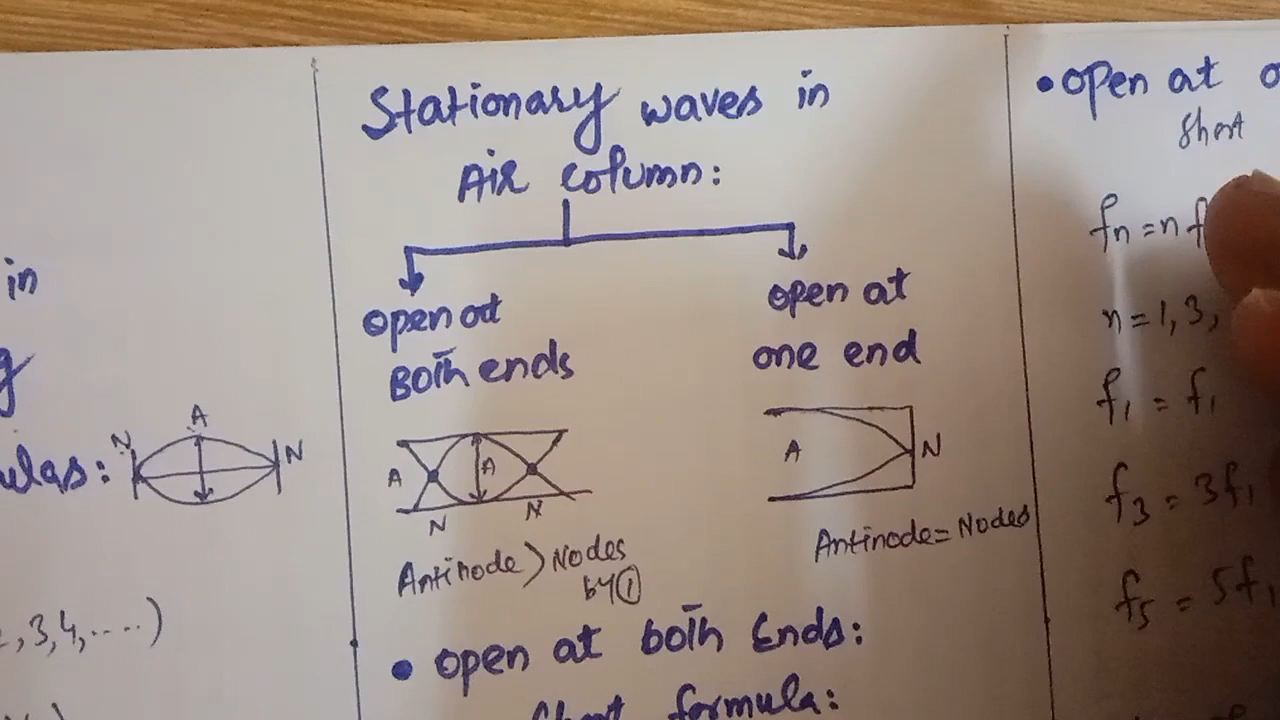 in
g
ulas:
N A N
2,3,4,.....)
Stationary waves in
Air column:
open at
Both ends
A A
N N
Antinode > Nodes
by ①
open at
one end
A N
Antinode = Nodes
• open at both Ends:
Short formula:
• open at o
Short
fn = n f
n = 1, 3,
f1 = f1
f3 = 3f1
f5 = 5f1